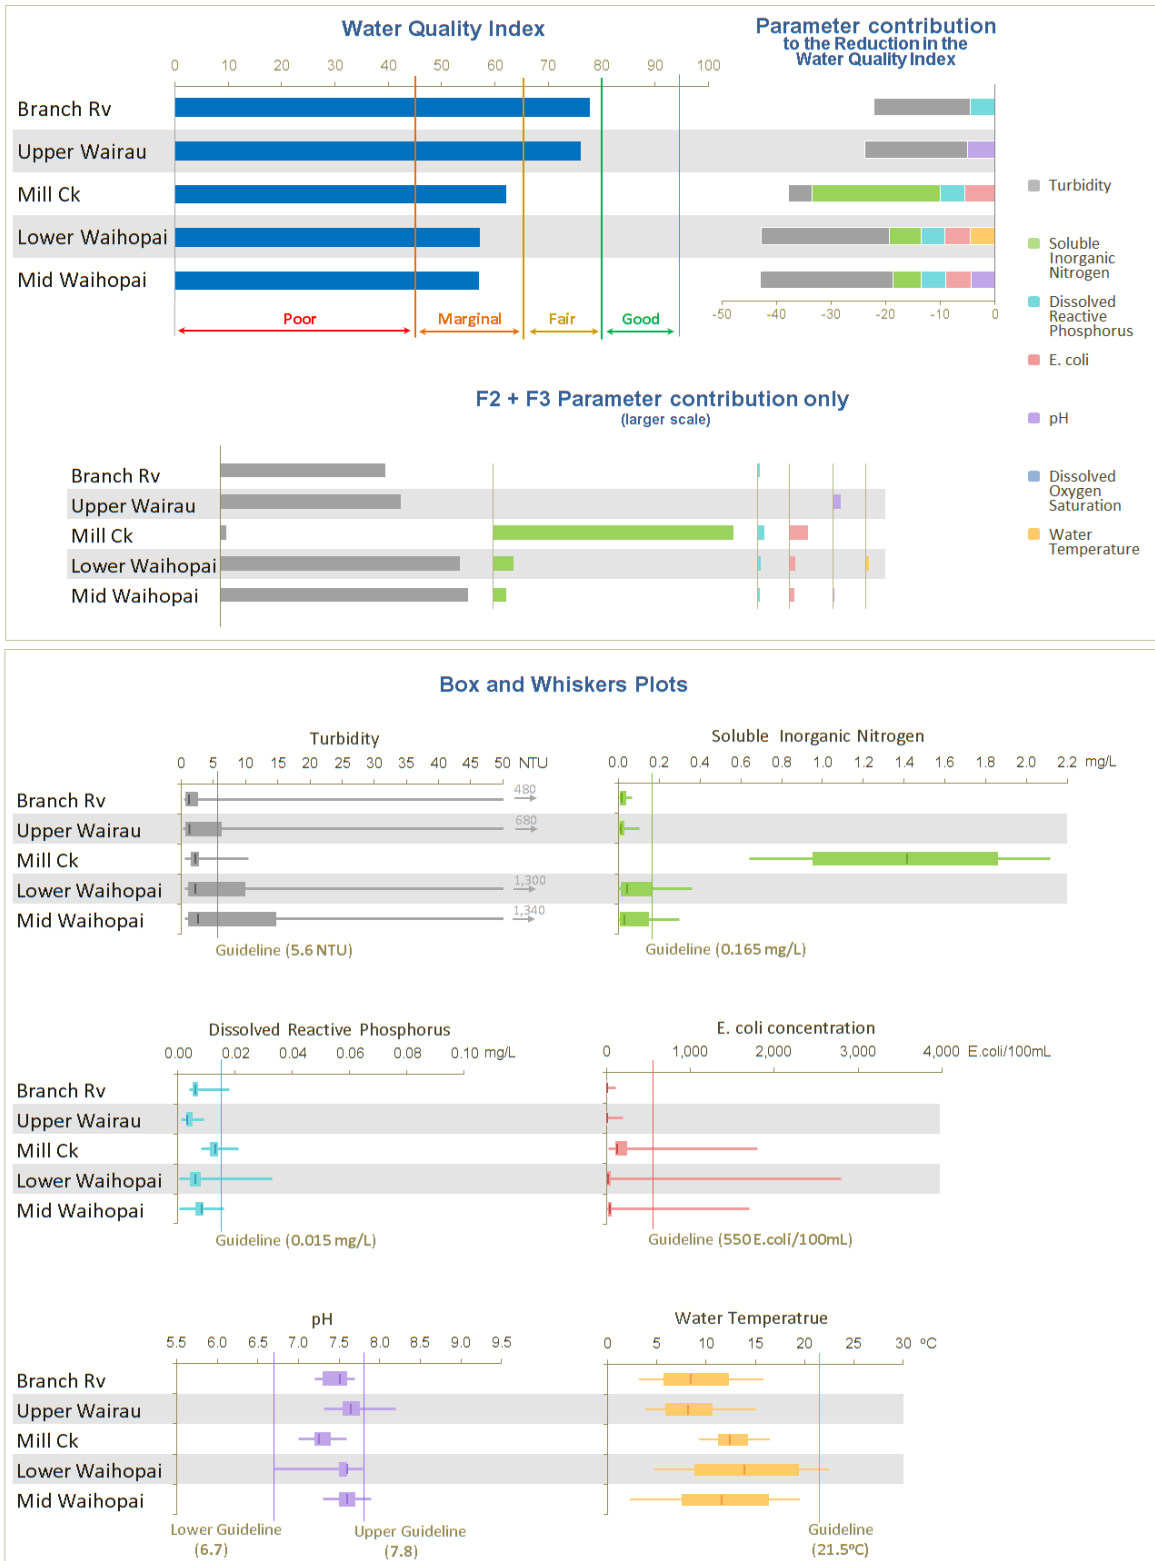 Water Quality Index
0 10 20 30 40 50 60 70 80 90 100
Branch Rv
Upper Wairau
Mill Ck
Lower Waihopai
Mid Waihopai
Poor Marginal Fair Good
Parameter contribution
to the Reduction in the
Water Quality Index
-50 -40 -30 -20 -10 0
Turbidity
Soluble
Inorganic
Nitrogen
Dissolved
Reactive
Phosphorus
E. coli
pH
Dissolved
Oxygen
Saturation
Water
Temperature
F2 + F3 Parameter contribution only
(larger scale)
Branch Rv
Upper Wairau
Mill Ck
Lower Waihopai
Mid Waihopai
Box and Whiskers Plots
Turbidity
0 5 10 15 20 25 30 35 40 45 50 NTU
Branch Rv 480
Upper Wairau 680
Mill Ck
Lower Waihopai 1,300
Mid Waihopai 1,340
Guideline (5.6 NTU)
Soluble Inorganic Nitrogen
0.0 0.2 0.4 0.6 0.8 1.0 1.2 1.4 1.6 1.8 2.0 2.2 mg/L
Guideline (0.165 mg/L)
Dissolved Reactive Phosphorus
0.00 0.02 0.04 0.06 0.08 0.10 mg/L
Branch Rv
Upper Wairau
Mill Ck
Lower Waihopai
Mid Waihopai
Guideline (0.015 mg/L)
E. coli concentration
0 1,000 2,000 3,000 4,000 E.coli/100mL
Guideline (550 E.coli/100mL)
pH
5.5 6.0 6.5 7.0 7.5 8.0 8.5 9.0 9.5
Branch Rv
Upper Wairau
Mill Ck
Lower Waihopai
Mid Waihopai
Lower Guideline
(6.7)
Upper Guideline
(7.8)
Water Temperatrue
0 5 10 15 20 25 30 ºC
Guideline
(21.5ºC)